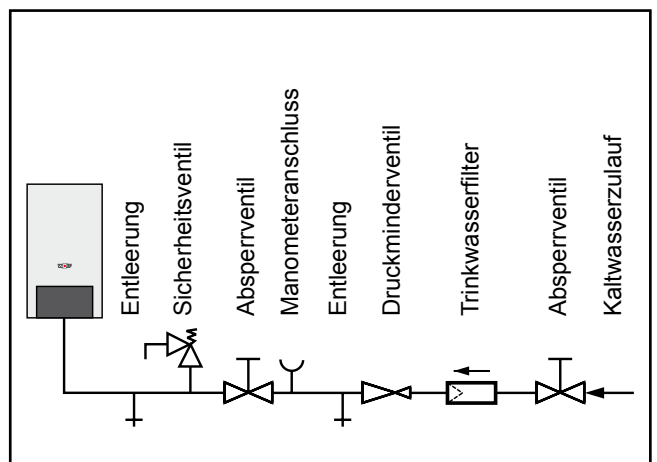 Entleerung
Sicherheitsventil
Absperrventil
Manometeranschluss
Entleerung
Druckminderventil
Trinkwasserfilter
Absperrventil
Kaltwasserzulauf